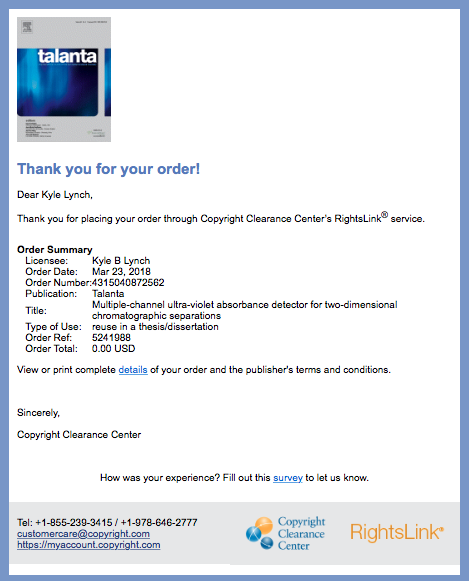 talanta
Thank you for your order!
Dear Kyle Lynch,
Thank you for placing your order through Copyright Clearance Center's RightsLink® service.
Order Summary
Licensee: Kyle B Lynch
Order Date: Mar 23, 2018
Order Number:4315040872562
Publication: Talanta
Title: Multiple-channel ultra-violet absorbance detector for two-dimensional
chromatographic separations
Type of Use: reuse in a thesis/dissertation
Order Ref: 5241988
Order Total: 0.00 USD
View or print complete details of your order and the publisher's terms and conditions.
Sincerely,
Copyright Clearance Center
How was your experience? Fill out this survey to let us know.
Tel: +1-855-239-3415 / +1-978-646-2777
customercare@copyright.com
https://myaccount.copyright.com
Copyright
Clearance
Center
RightsLink®